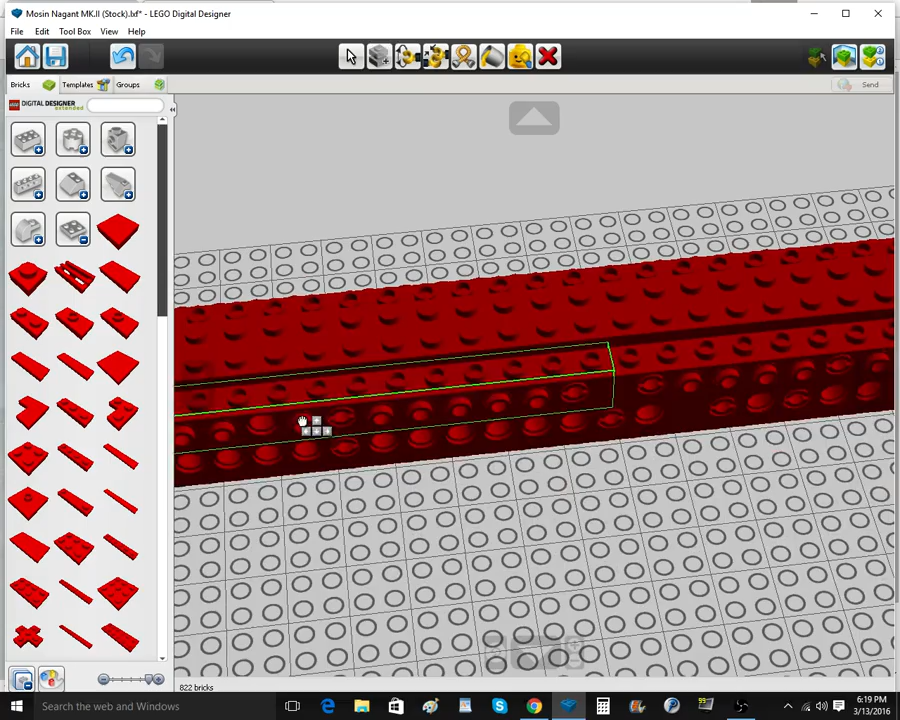 Mosin Nagant MK.II (Stock).lxf* - LEGO Digital Designer
File Edit Tool Box View Help
Bricks Templates Groups Send
DIGITAL DESIGNER
extended
822 bricks
Search the web and Windows
6:19 PM
3/13/2016